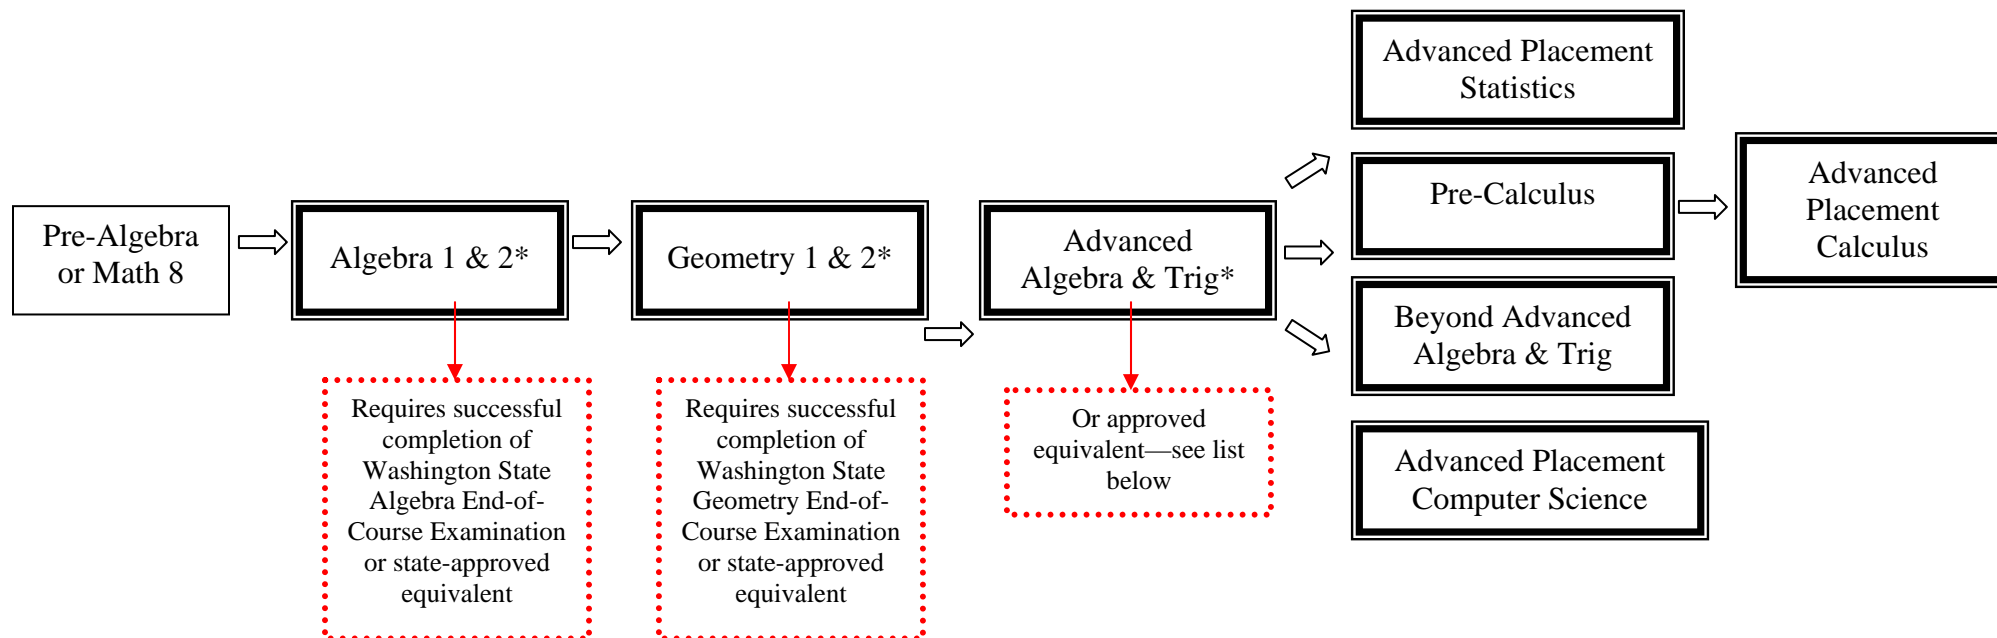 Pre-Algebra
or Math 8
Algebra 1 & 2*
Requires successful
completion of
Washington State
Algebra End-of-
Course Examination
or state-approved
equivalent
Geometry 1 & 2*
Requires successful
completion of
Washington State
Geometry End-of-
Course Examination
or state-approved
equivalent
Advanced
Algebra & Trig*
Or approved
equivalent—see list
below
Advanced Placement
Statistics
Pre-Calculus
Beyond Advanced
Algebra & Trig
Advanced Placement
Computer Science
Advanced
Placement
Calculus